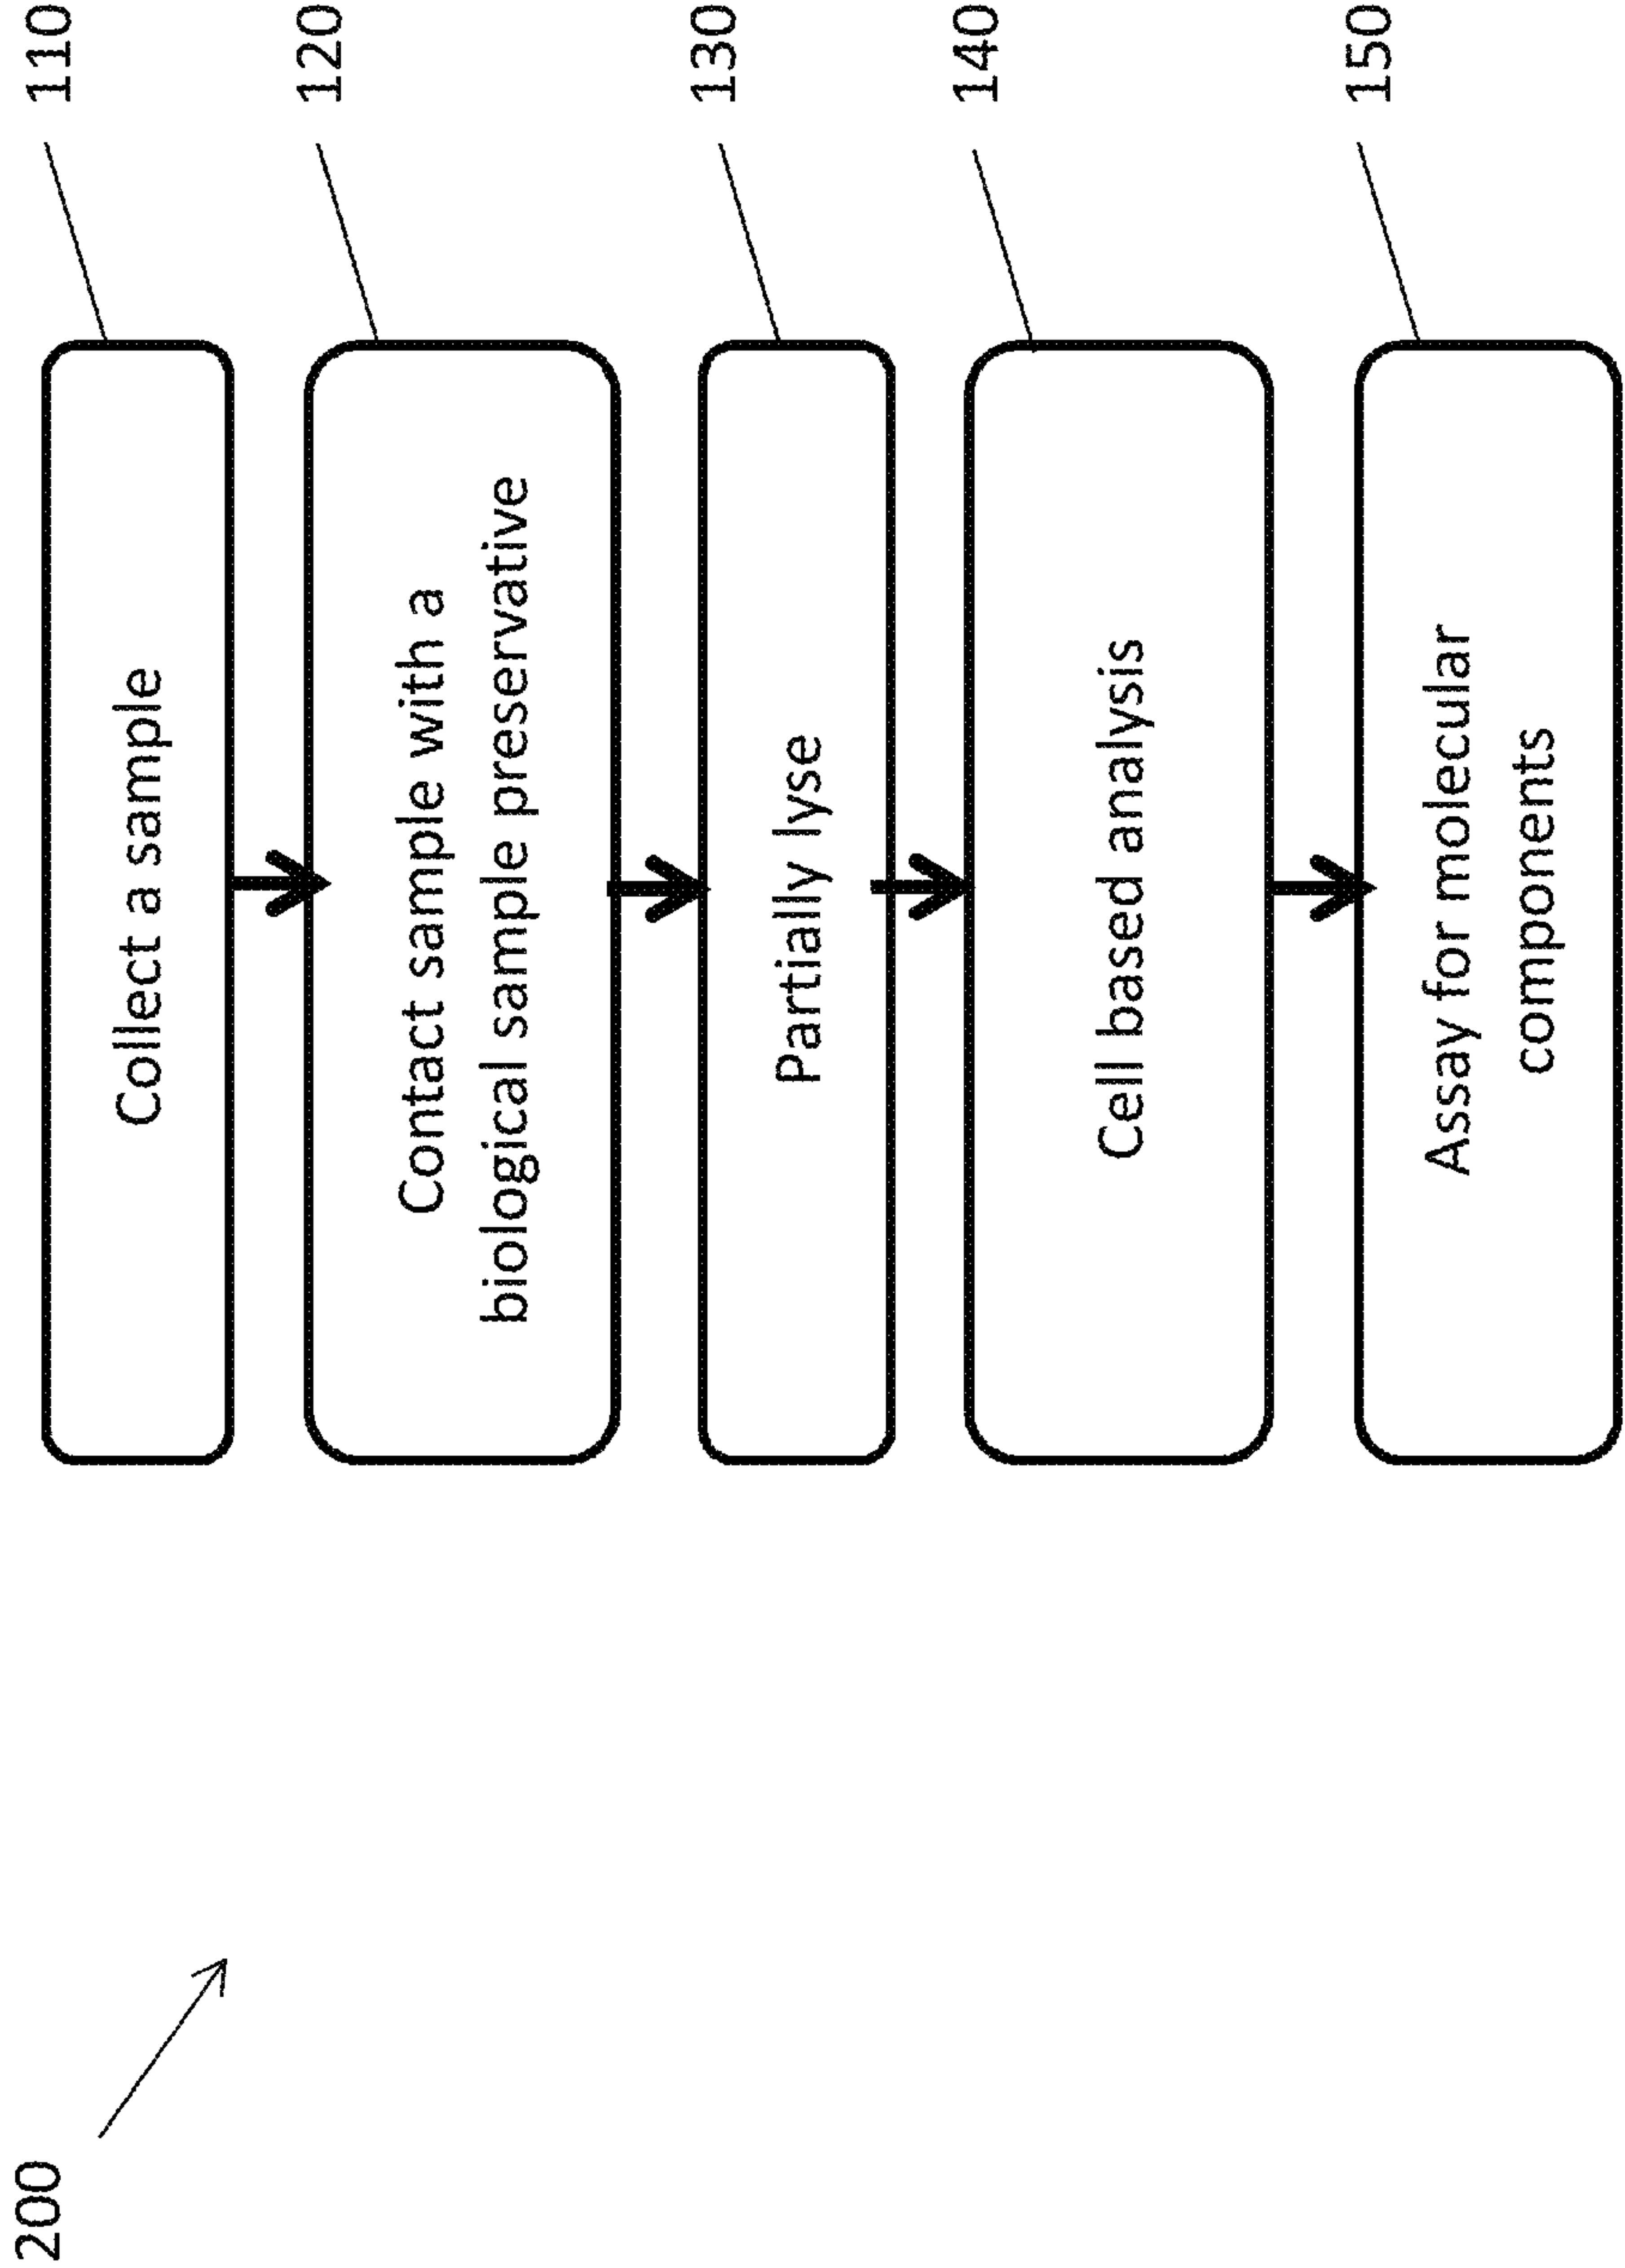 200
Collect a sample
110
Contact sample with a
biological sample preservative
120
Partially lyse
130
Cell based analysis
140
Assay for molecular
components
150